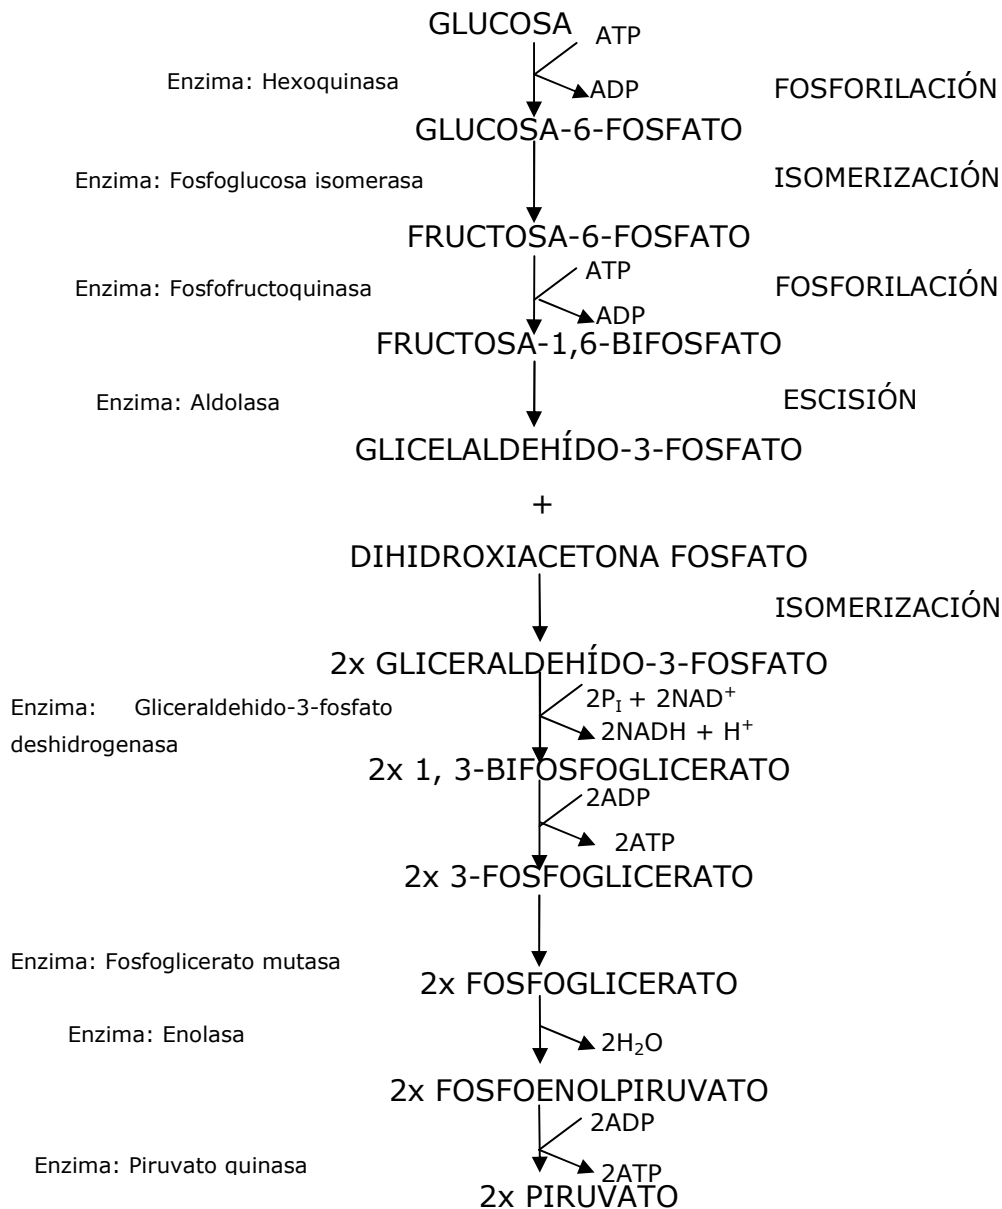 GLUCOSA
ATP
Enzima: Hexoquinasa
ADP
FOSFORILACIÓN
GLUCOSA-6-FOSFATO
Enzima: Fosfoglucosa isomerasa
ISOMERIZACIÓN
FRUCTOSA-6-FOSFATO
ATP
Enzima: Fosfofructoquinasa
FOSFORILACIÓN
ADP
FRUCTOSA-1,6-BIFOSFATO
Enzima: Aldolasa
ESCISIÓN
GLICELALDEHÍDO-3-FOSFATO
+
DIHIDROXIACETONA FOSFATO
ISOMERIZACIÓN
2x GLICERALDEHÍDO-3-FOSFATO
2P<sub>I</sub> + 2NAD⁺
Enzima: Gliceraldehido-3-fosfato
deshidrogenasa
2NADH + H⁺
2x 1, 3-BIFOSFOGLICERATO
2ADP
2ATP
2x 3-FOSFOGLICERATO
Enzima: Fosfoglicerato mutasa
2x FOSFOGLICERATO
Enzima: Enolasa
2H₂O
2x FOSFOENOLPIRUVATO
2ADP
Enzima: Piruvato quinasa
2ATP
2x PIRUVATO